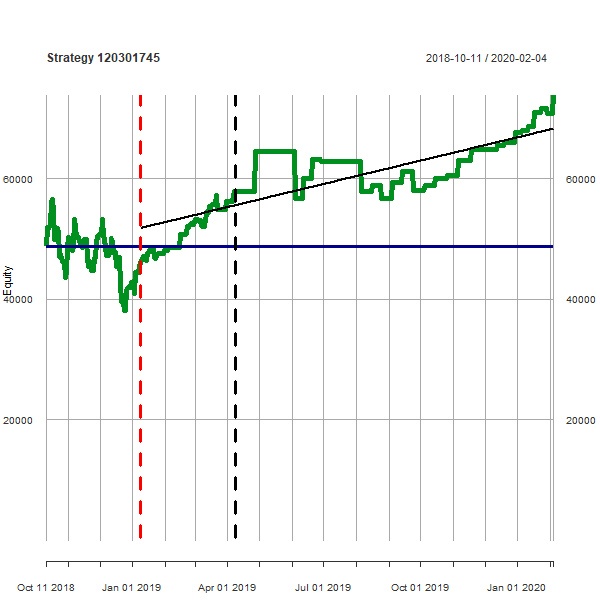 Strategy 120301745
2018-10-11 / 2020-02-04
60000
60000
Equity
40000
40000
20000
20000
Oct 11 2018
Jan 01 2019
Apr 01 2019
Jul 01 2019
Oct 01 2019
Jan 01 2020